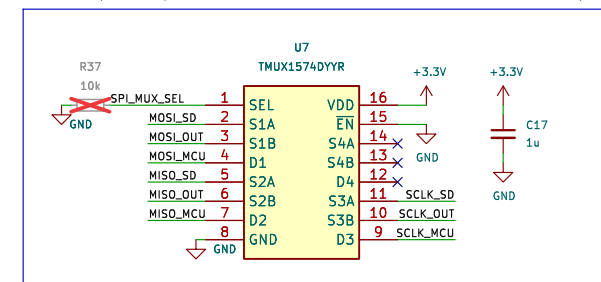 U7
TMUX1574DYYR
R37
10k
SPI_MUX_SEL
GND
MOSI_SD
MOSI_OUT
MOSI_MCU
MISO_SD
MISO_OUT
MISO_MCU
GND
1 SEL VDD 16
2 S1A EN 15
3 S1B S4A 14
4 D1 S4B 13
5 S2A D4 12
6 S2B S3A 11
7 D2 S3B 10
8 GND D3 9
+3.3V
GND
SCLK_SD
SCLK_OUT
SCLK_MCU
+3.3V
C17
1u
GND